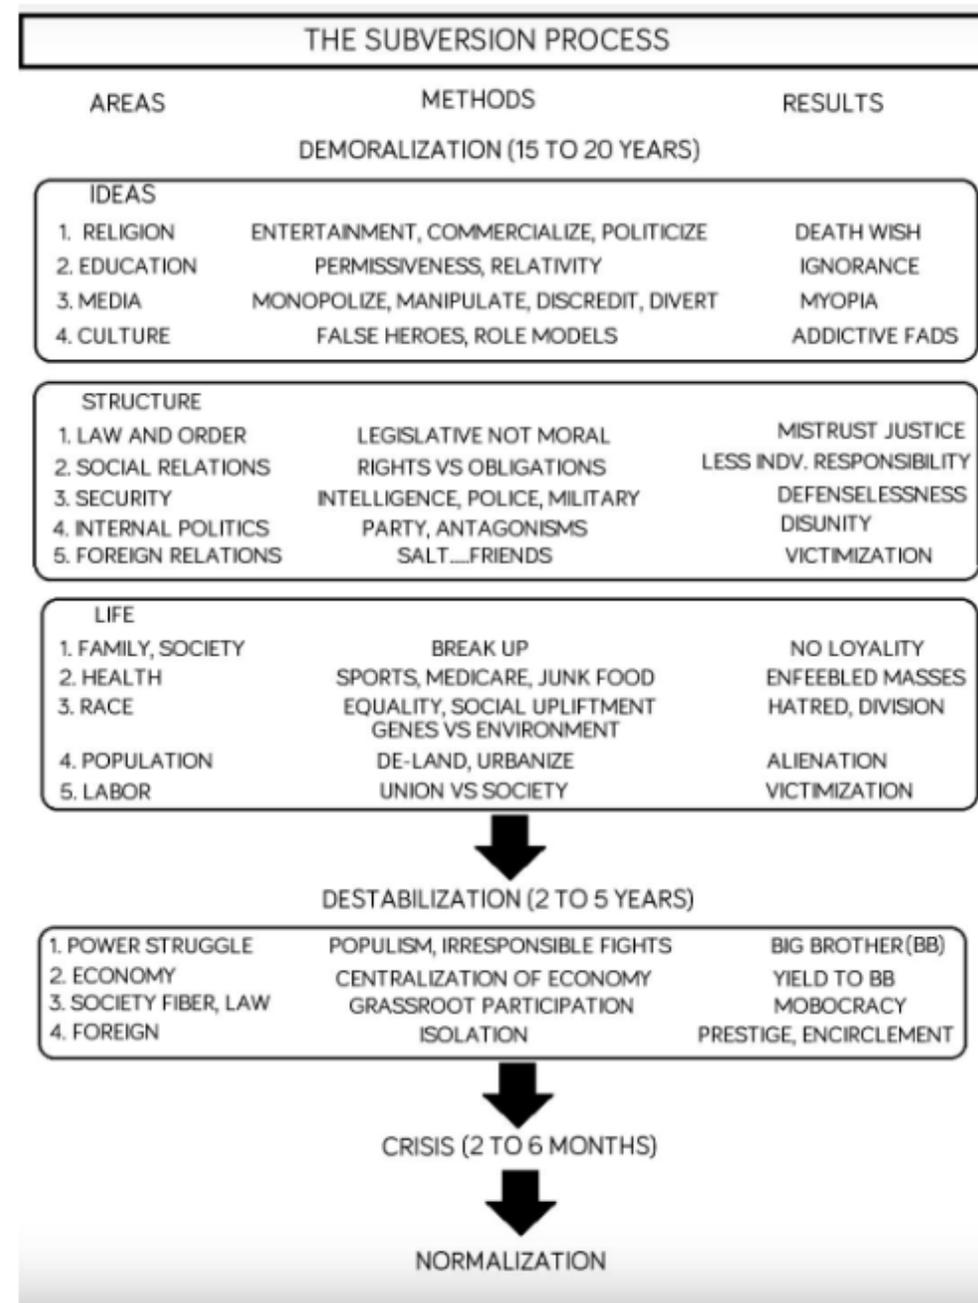 THE SUBVERSION PROCESS
AREAS METHODS RESULTS
DEMORALIZATION (15 TO 20 YEARS)
IDEAS
1. RELIGION ENTERTAINMENT, COMMERCIALIZE, POLITICIZE DEATH WISH
2. EDUCATION PERMISSIVENESS, RELATIVITY IGNORANCE
3. MEDIA MONOPOLIZE, MANIPULATE, DISCREDIT, DIVERT MYOPIA
4. CULTURE FALSE HEROES, ROLE MODELS ADDICTIVE FADS
STRUCTURE
1. LAW AND ORDER LEGISLATIVE NOT MORAL MISTRUST JUSTICE
2. SOCIAL RELATIONS RIGHTS VS OBLIGATIONS LESS INDV. RESPONSIBILITY
3. SECURITY INTELLIGENCE, POLICE, MILITARY DEFENSELESSNESS
4. INTERNAL POLITICS PARTY, ANTAGONISMS DISUNITY
5. FOREIGN RELATIONS SALT.....FRIENDS VICTIMIZATION
LIFE
1. FAMILY, SOCIETY BREAK UP NO LOYALITY
2. HEALTH SPORTS, MEDICARE, JUNK FOOD ENFEEBLED MASSES
3. RACE EQUALITY, SOCIAL UPLIFTMENT HATRED, DIVISION
GENES VS ENVIRONMENT
4. POPULATION DE-LAND, URBANIZE ALIENATION
5. LABOR UNION VS SOCIETY VICTIMIZATION
DESTABILIZATION (2 TO 5 YEARS)
1. POWER STRUGGLE POPULISM, IRRESPONSIBLE FIGHTS BIG BROTHER (BB)
2. ECONOMY CENTRALIZATION OF ECONOMY YIELD TO BB
3. SOCIETY FIBER, LAW GRASSROOT PARTICIPATION MOBOCRACY
4. FOREIGN ISOLATION PRESTIGE, ENCIRCLEMENT
CRISIS (2 TO 6 MONTHS)
NORMALIZATION